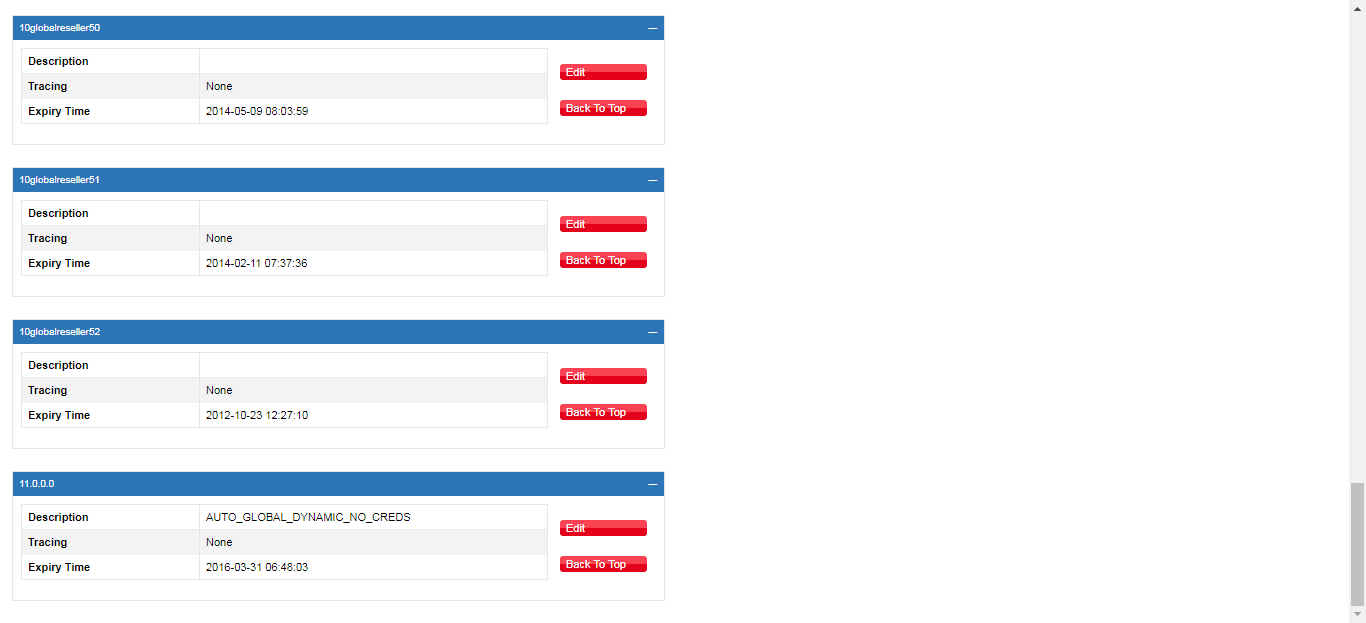 10globalreseller50
Description
Tracing None
Expiry Time 2014-05-09 08:03:59
Edit
Back To Top
10globalreseller51
Description
Tracing None
Expiry Time 2014-02-11 07:37:36
Edit
Back To Top
10globalreseller52
Description
Tracing None
Expiry Time 2012-10-23 12:27:10
Edit
Back To Top
11.0.0.0
Description AUTO_GLOBAL_DYNAMIC_NO_CREDS
Tracing None
Expiry Time 2016-03-31 06:48:03
Edit
Back To Top